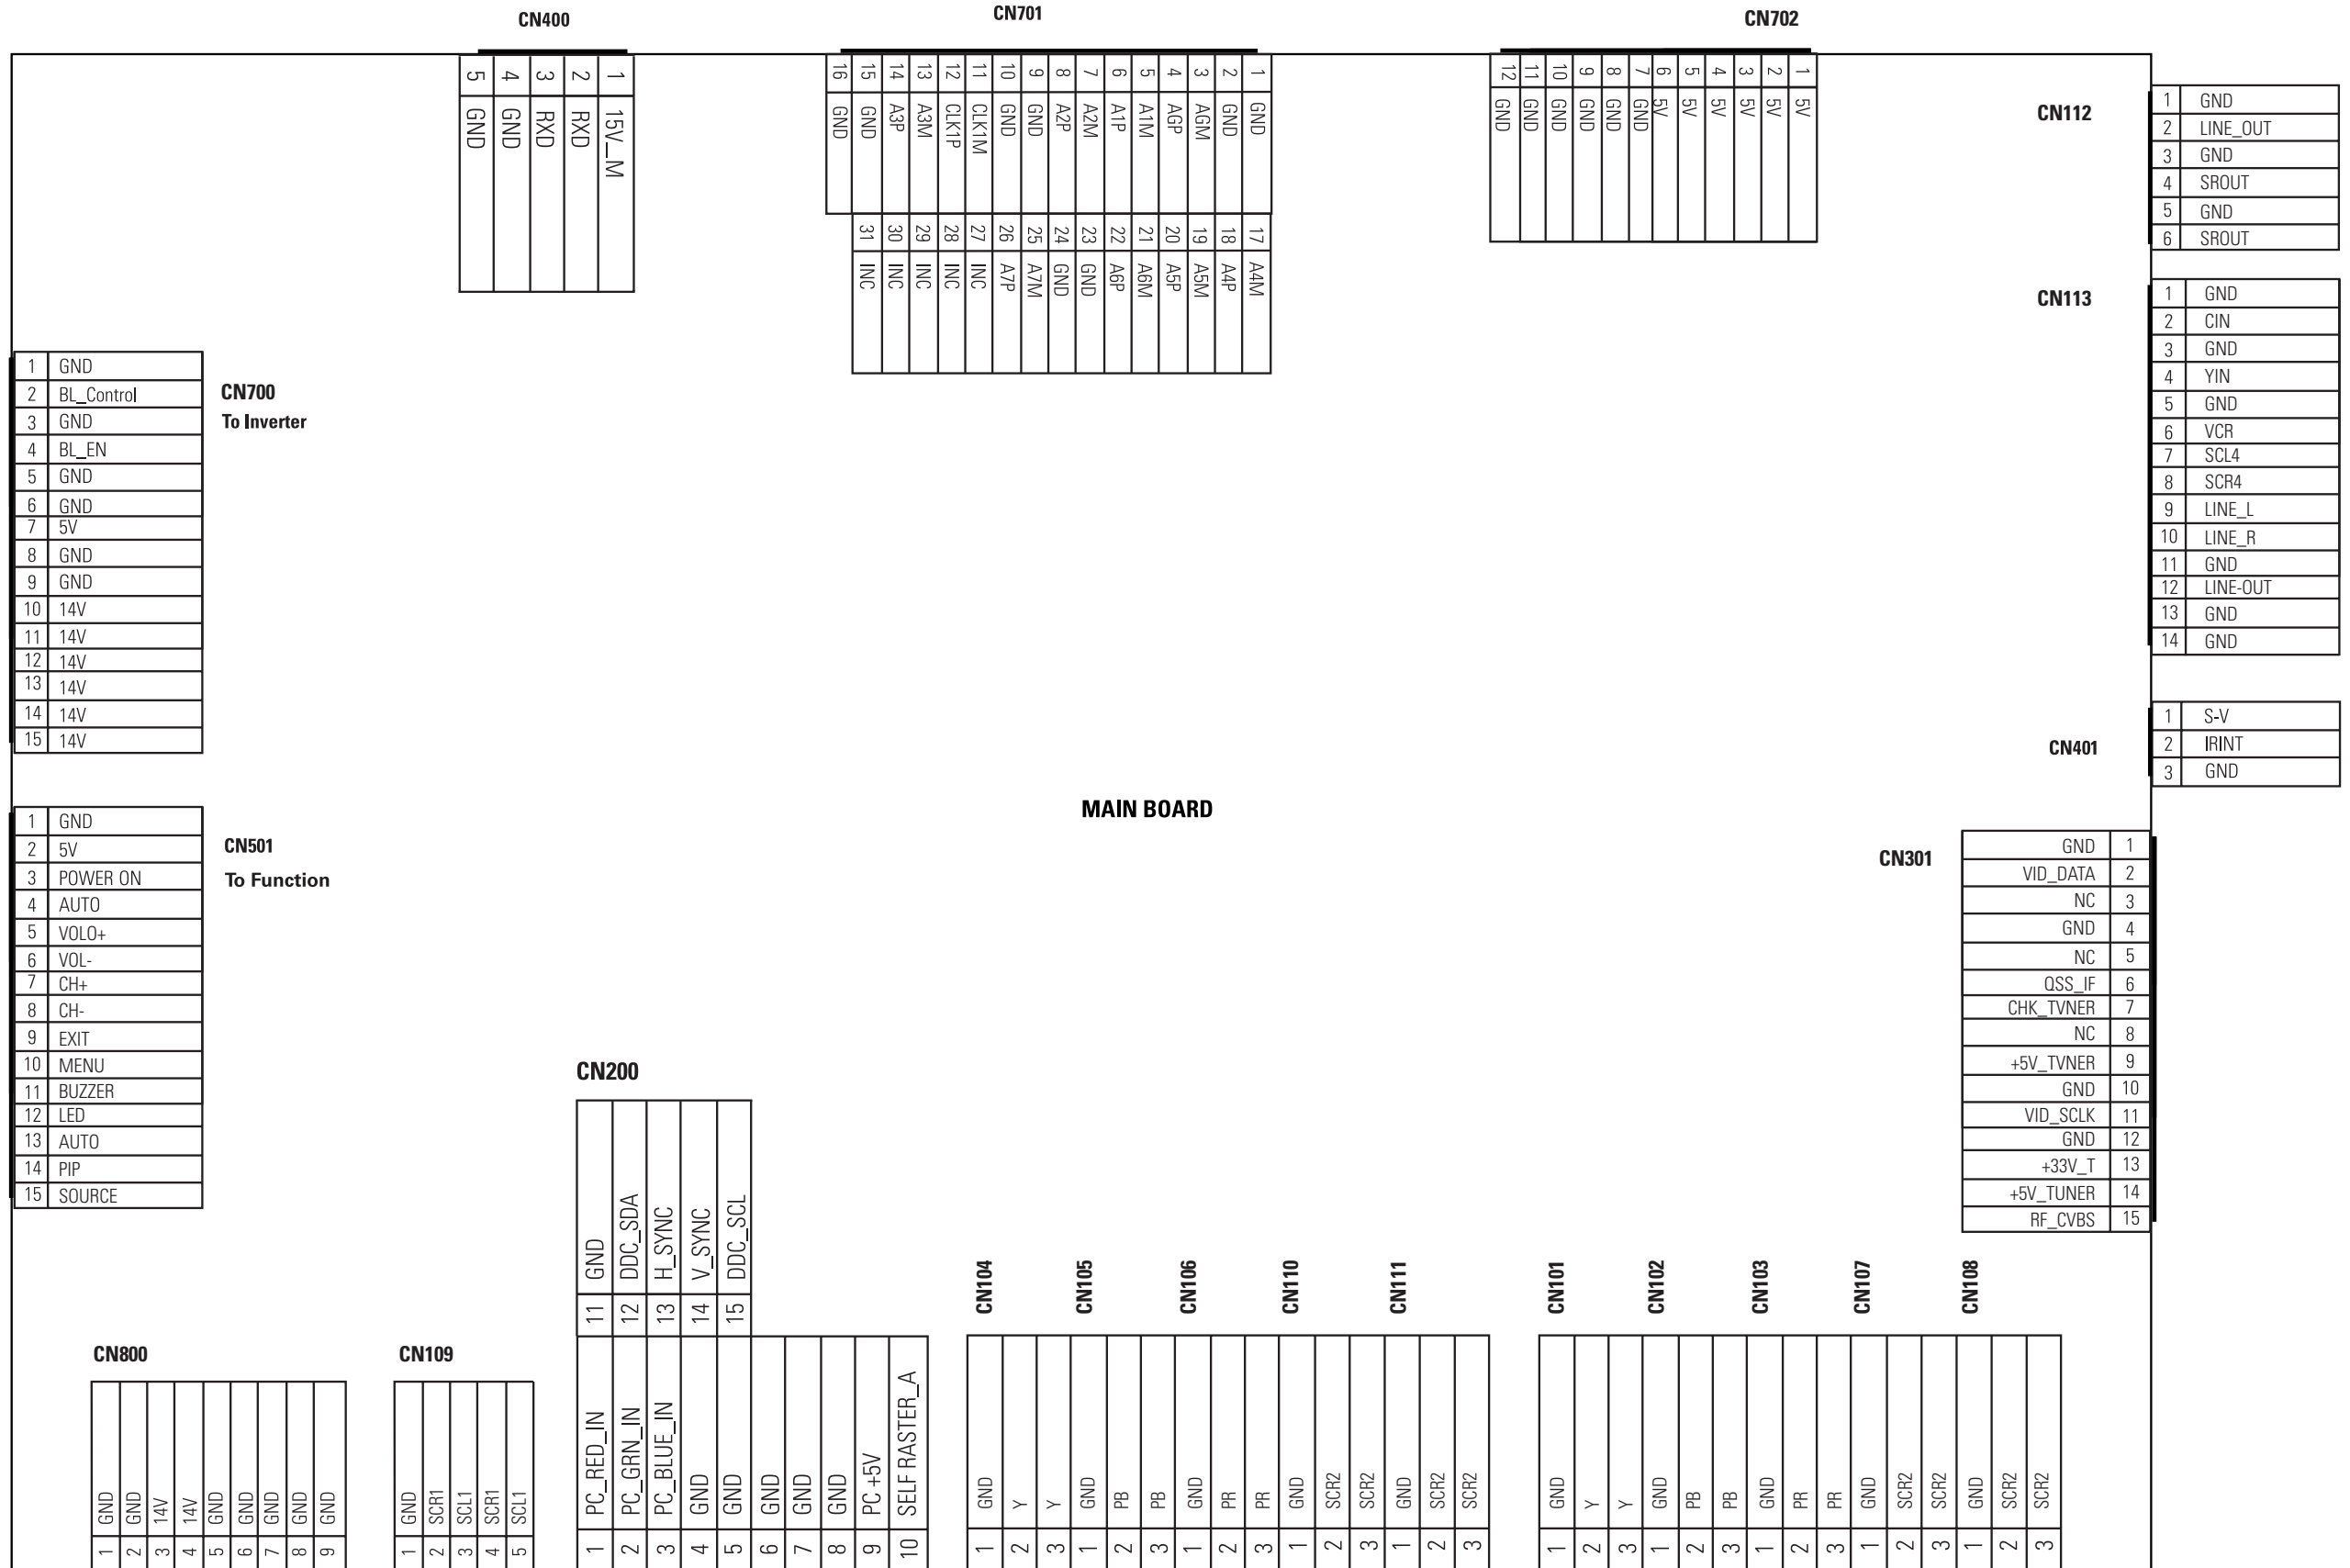 CN400
CN701
CN702
5 4 3 2 1
GND GND RXD RXD 15V_M
16 15 14 13 12 11 10 9 8 7 6 5 4 3 2 1
GND GND A3P A3M CLK1P CLK1M GND GND A2P A2M A1P A1M AGP AGM GND GND
31 30 29 28 27 26 25 24 23 22 21 20 19 18 17
INC INC INC INC INC A7P A7M GND GND A6P A6M A5P A5M A4P A4M
12 11 10 9 8 7 6 5 4 3 2 1
GND GND GND GND GND GND 5V 5V 5V 5V 5V 5V
CN112
1 GND
2 LINE_OUT
3 GND
4 SROUT
5 GND
6 SROUT
CN113
1 GND
2 CIN
3 GND
4 YIN
5 GND
6 VCR
7 SCL4
8 SCR4
9 LINE_L
10 LINE_R
11 GND
12 LINE-OUT
13 GND
14 GND
CN700
To Inverter
1 GND
2 BL_Control
3 GND
4 BL_EN
5 GND
6 GND
7 5V
8 GND
9 GND
10 14V
11 14V
12 14V
13 14V
14 14V
15 14V
CN401
1 S-V
2 IRINT
3 GND
MAIN BOARD
CN501
To Function
1 GND
2 5V
3 POWER ON
4 AUTO
5 VOLO+
6 VOL-
7 CH+
8 CH-
9 EXIT
10 MENU
11 BUZZER
12 LED
13 AUTO
14 PIP
15 SOURCE
CN301
GND 1
VID_DATA 2
NC 3
GND 4
NC 5
QSS_IF 6
CHK_TVNER 7
NC 8
+5V_TVNER 9
GND 10
VID_SCLK 11
GND 12
+33V_T 13
+5V_TUNER 14
RF_CVBS 15
CN200
11 GND
12 DDC_SDA
13 H_SYNC
14 V_SYNC
15 DDC_SCL
1 PC_RED_IN
2 PC_GRN_IN
3 PC_BLUE_IN
4 GND
5 GND
6 GND
7 GND
8 GND
9 PC +5V
10 SELF RASTER_A
CN800
1 GND
2 GND
3 14V
4 14V
5 GND
6 GND
7 GND
8 GND
9 GND
CN109
1 GND
2 SCR1
3 SCL1
4 SCR1
5 SCL1
CN104
1 GND
2 Y
3 Y
CN105
1 GND
2 PB
3 PB
CN106
1 GND
2 PR
3 PR
CN110
1 GND
2 SCR2
3 SCR2
CN111
1 GND
2 SCR2
3 SCR2
CN101
1 GND
2 Y
3 Y
CN102
1 GND
2 PB
3 PB
CN103
1 GND
2 PR
3 PR
CN107
1 GND
2 SCR2
3 SCR2
CN108
1 GND
2 SCR2
3 SCR2